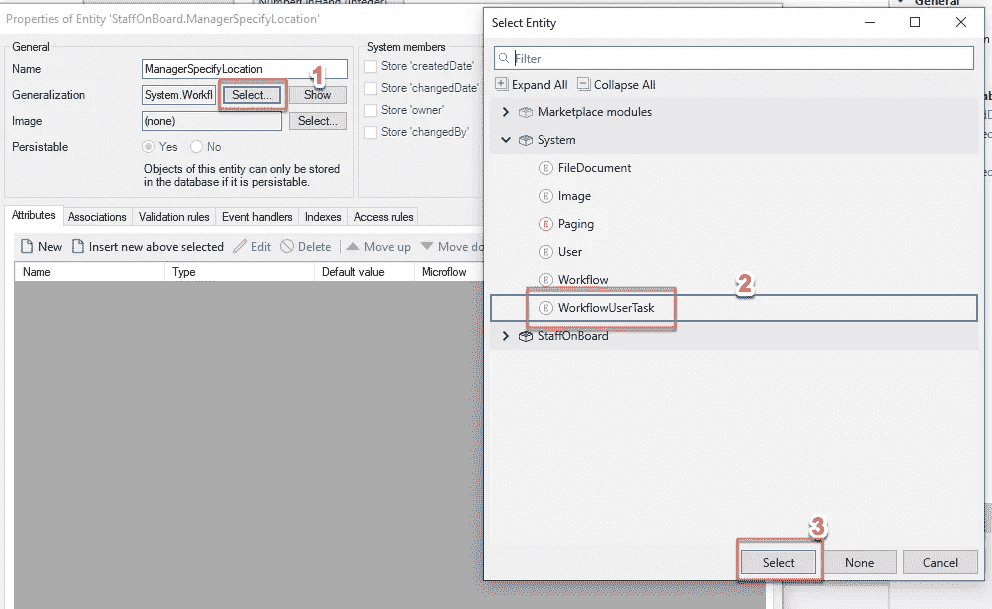 NumberOnHand (Integer)
General
Properties of Entity 'StaffOnBoard.ManagerSpecifyLocation'
General
Name
ManagerSpecifyLocation
1
Generalization
System.Workfl
Select...
Show
Image
(none)
Select...
Persistable
Yes
No
Objects of this entity can only be stored
in the database if it is persistable.
System members
Store 'createdDate'
Store 'changedDate'
Store 'owner'
Store 'changedBy'
Attributes
Associations
Validation rules
Event handlers
Indexes
Access rules
New
Insert new above selected
Edit
Delete
Move up
Move do
Name
Type
Default value
Microflow
Select Entity
Filter
Expand All
Collapse All
Marketplace modules
System
FileDocument
Image
Paging
User
Workflow
2
WorkflowUserTask
StaffOnBoard
3
Select
None
Cancel